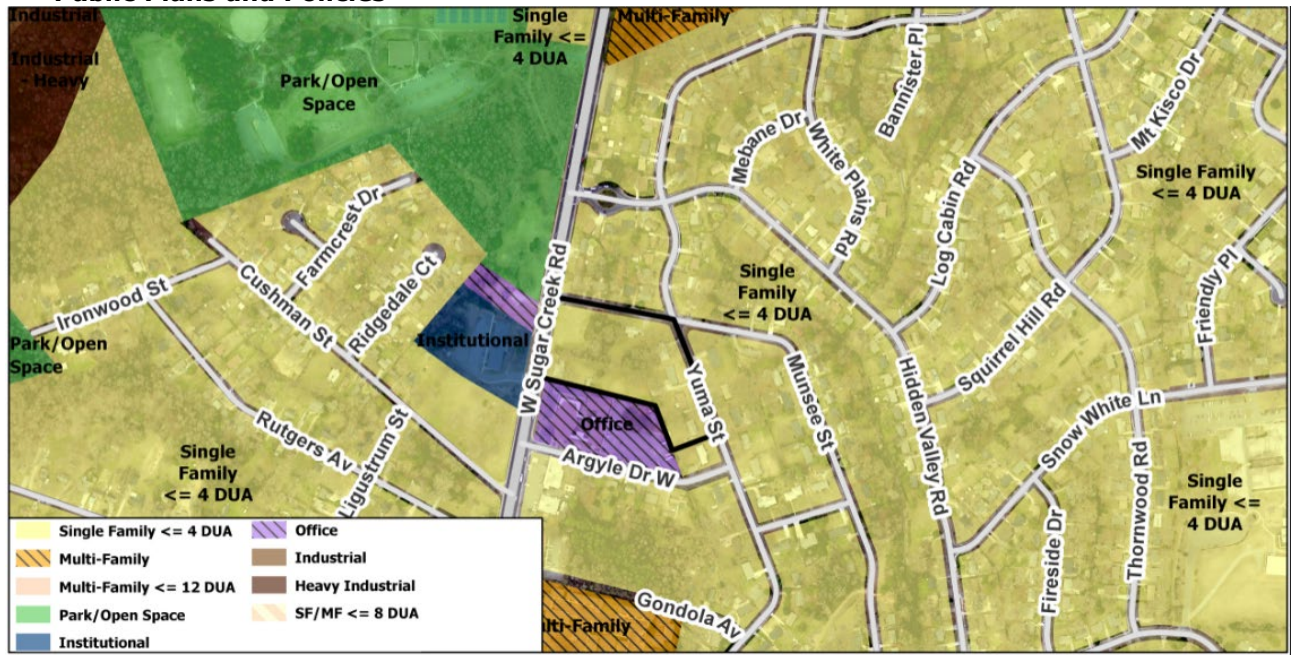 Public Plans and Policies
Industrial
Single
Family <=
4 DUA
Multi-Family
Industrial
- Heavy
Park/Open
Space
Bannister Pl
Mt Kisco Dr
Mebane Dr
White Plains Rd
Log Cabin Rd
Single Family
<= 4 DUA
Farmcrest Dr
Cushman St
Ridgedale Ct
Ironwood St
W Sugar Creek Rd
Single
Family
<= 4 DUA
Friendly Pl
Squirrel Hill Rd
Park/Open
Space
Institutional
Yuma St
Munsee St
Hidden Valley Rd
Snow White Ln
Office
Argyle Dr W
Rutgers Av
Ligustrum St
Single
Family
<= 4 DUA
Thornwood Rd
Single
Family <=
4 DUA
Fireside Dr
Gondola Av
lti-Family
Single Family <= 4 DUA
Multi-Family
Multi-Family <= 12 DUA
Park/Open Space
Institutional
Office
Industrial
Heavy Industrial
SF/MF <= 8 DUA